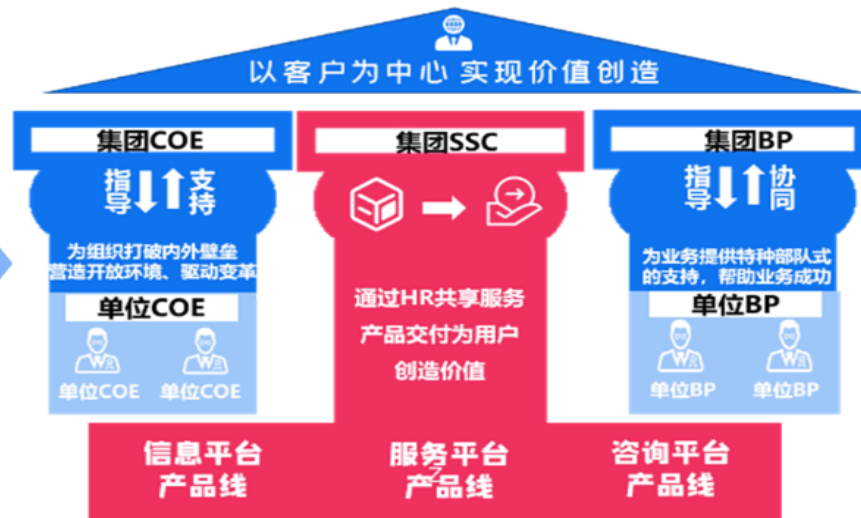 以客户为中心 实现价值创造
集团COE
指导
支持
为组织打破内外壁垒
营造开放环境、驱动变革
单位COE
单位COE 单位COE
集团SSC
通过HR共享服务
产品交付为用户
创造价值
集团BP
指导
协同
为业务提供特种部队式
的支持，帮助业务成功
单位BP
单位BP 单位BP
信息平台
产品线
服务平台
产品线
咨询平台
产品线